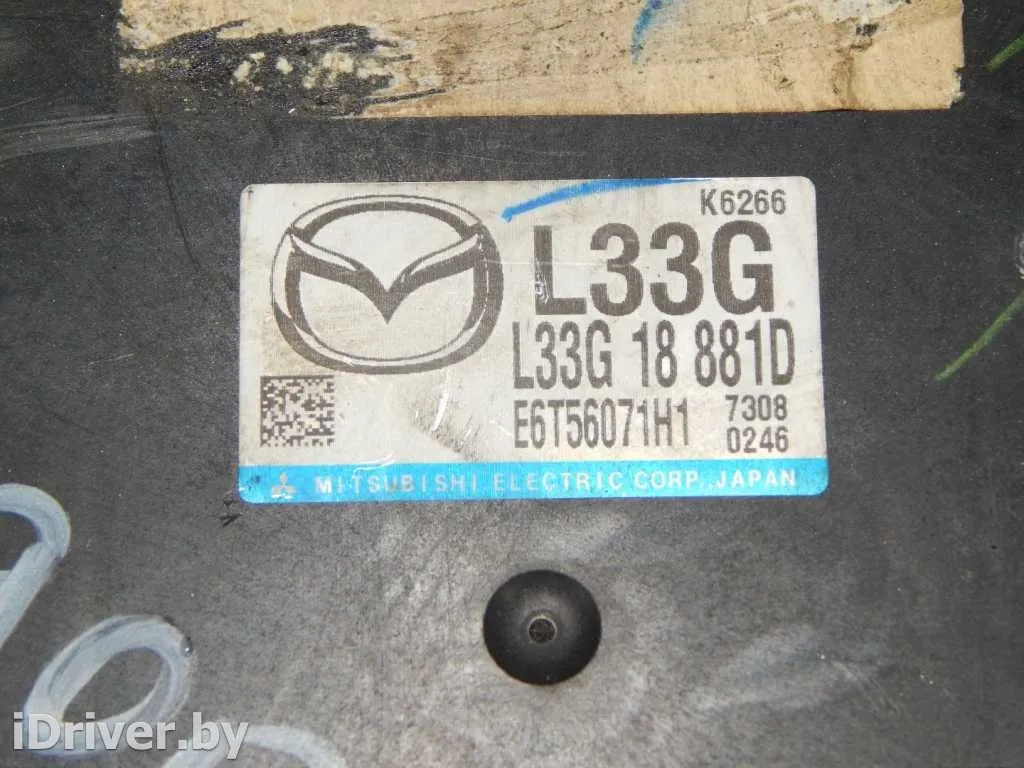 K6266
L33G
L33G 18 881D
E6T56071H1 7308
0246
MITSUBISHI ELECTRIC CORP., JAPAN
iDriver.by